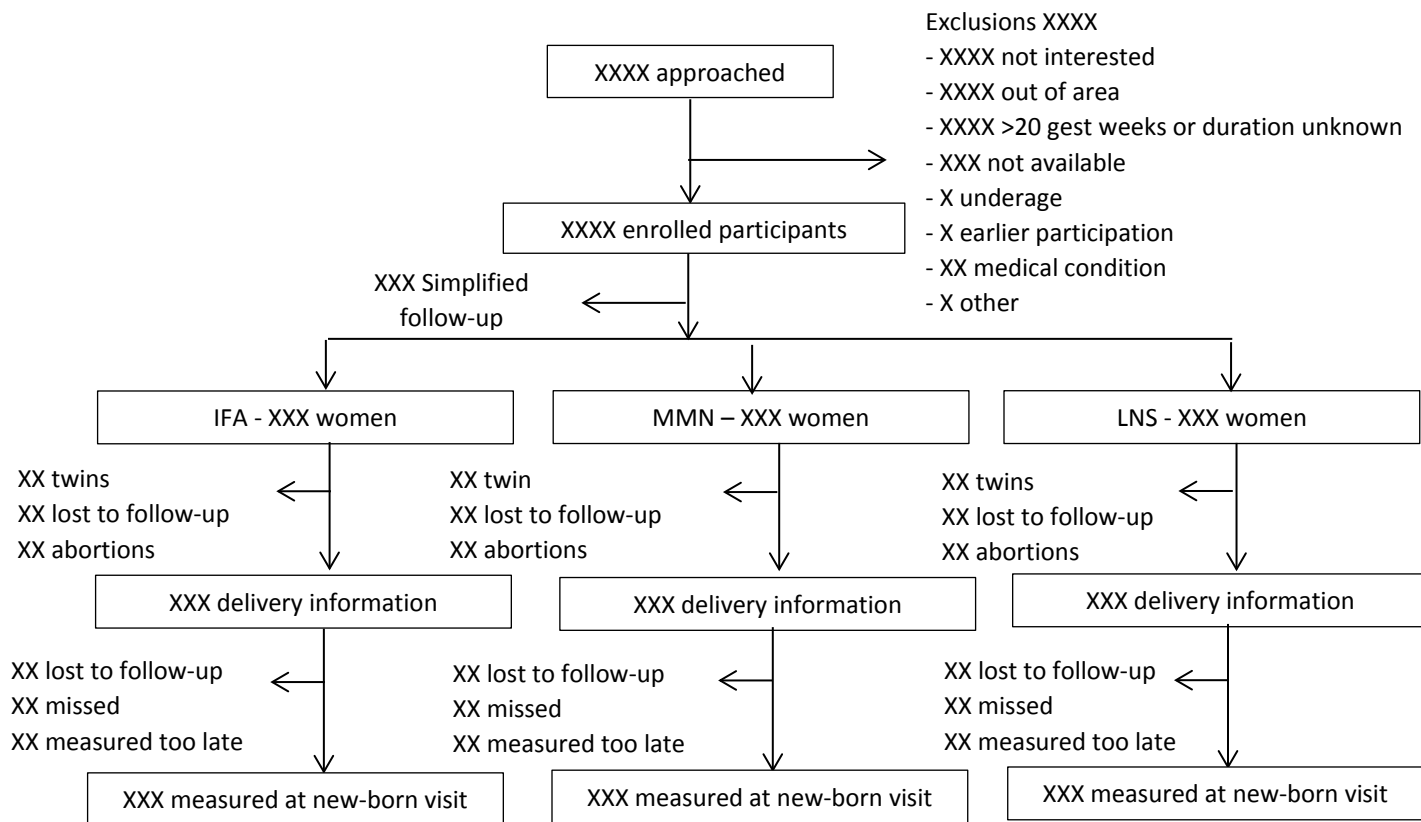 Exclusions XXXX
- XXXX not interested
- XXXX out of area
- XXXX >20 gest weeks or duration unknown
- XXX not available
- X underage
- X earlier participation
- XX medical condition
- X other
XXXX approached
XXXX enrolled participants
XXX Simplified
follow-up
IFA - XXX women
MMN – XXX women
LNS - XXX women
XX twins
XX lost to follow-up
XX abortions
XX twin
XX lost to follow-up
XX abortions
XX twins
XX lost to follow-up
XX abortions
XXX delivery information
XXX delivery information
XXX delivery information
XX lost to follow-up
XX missed
XX measured too late
XX lost to follow-up
XX missed
XX measured too late
XX lost to follow-up
XX missed
XX measured too late
XXX measured at new-born visit
XXX measured at new-born visit
XXX measured at new-born visit